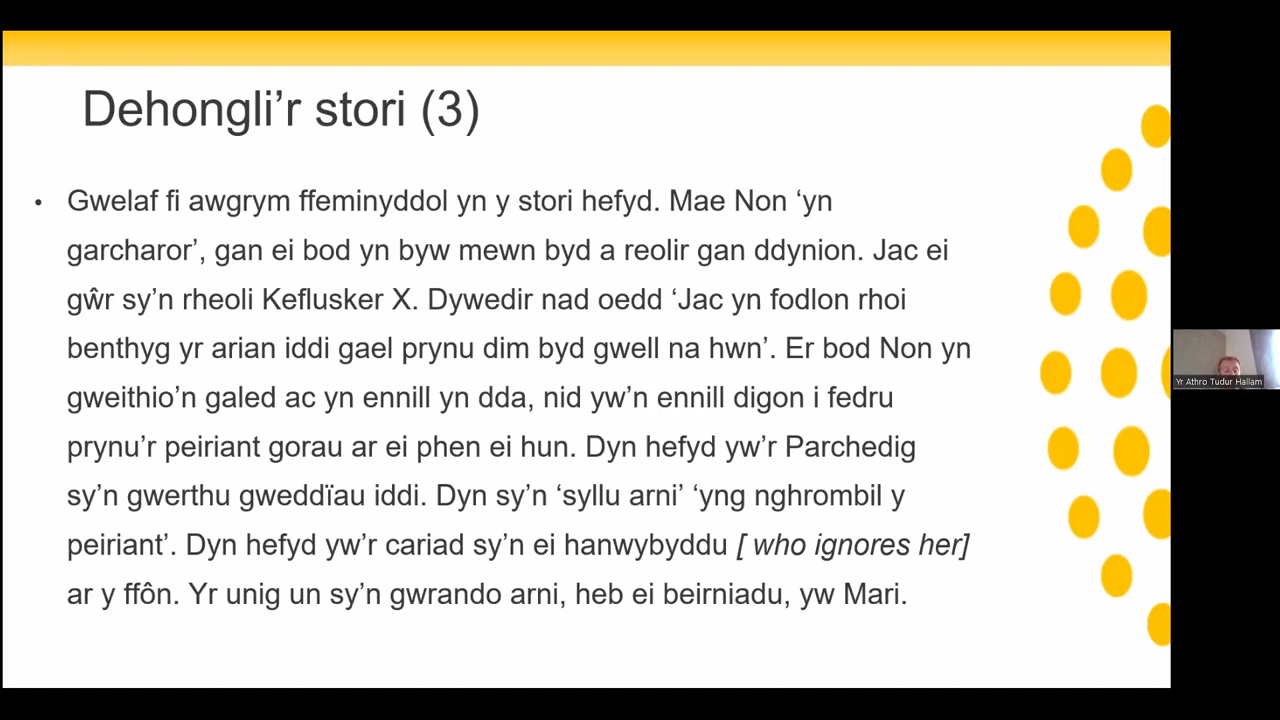 Dehongli’r stori (3)
• Gwelaf fi awgrym ffeminyddol yn y stori hefyd. Mae Non ‘yn
garcharor’, gan ei bod yn byw mewn byd a reolir gan ddynion. Jac ei
gŵr sy’n rheoli Keflusker X. Dywedir nad oedd ‘Jac yn fodlon rhoi
benthyg yr arian iddi gael prynu dim byd gwell na hwn’. Er bod Non yn
gweithio’n galed ac yn ennill yn dda, nid yw’n ennill digon i fedru
prynu’r peiriant gorau ar ei phen ei hun. Dyn hefyd yw’r Parchedig
sy’n gwerthu gweddïau iddi. Dyn sy’n ‘syllu arni’ ‘yng nghrombil y
peiriant’. Dyn hefyd yw’r cariad sy’n ei hanwybyddu [ who ignores her]
ar y ffôn. Yr unig un sy’n gwrando arni, heb ei beirniadu, yw Mari.
Yr Athro Tudur Hallam